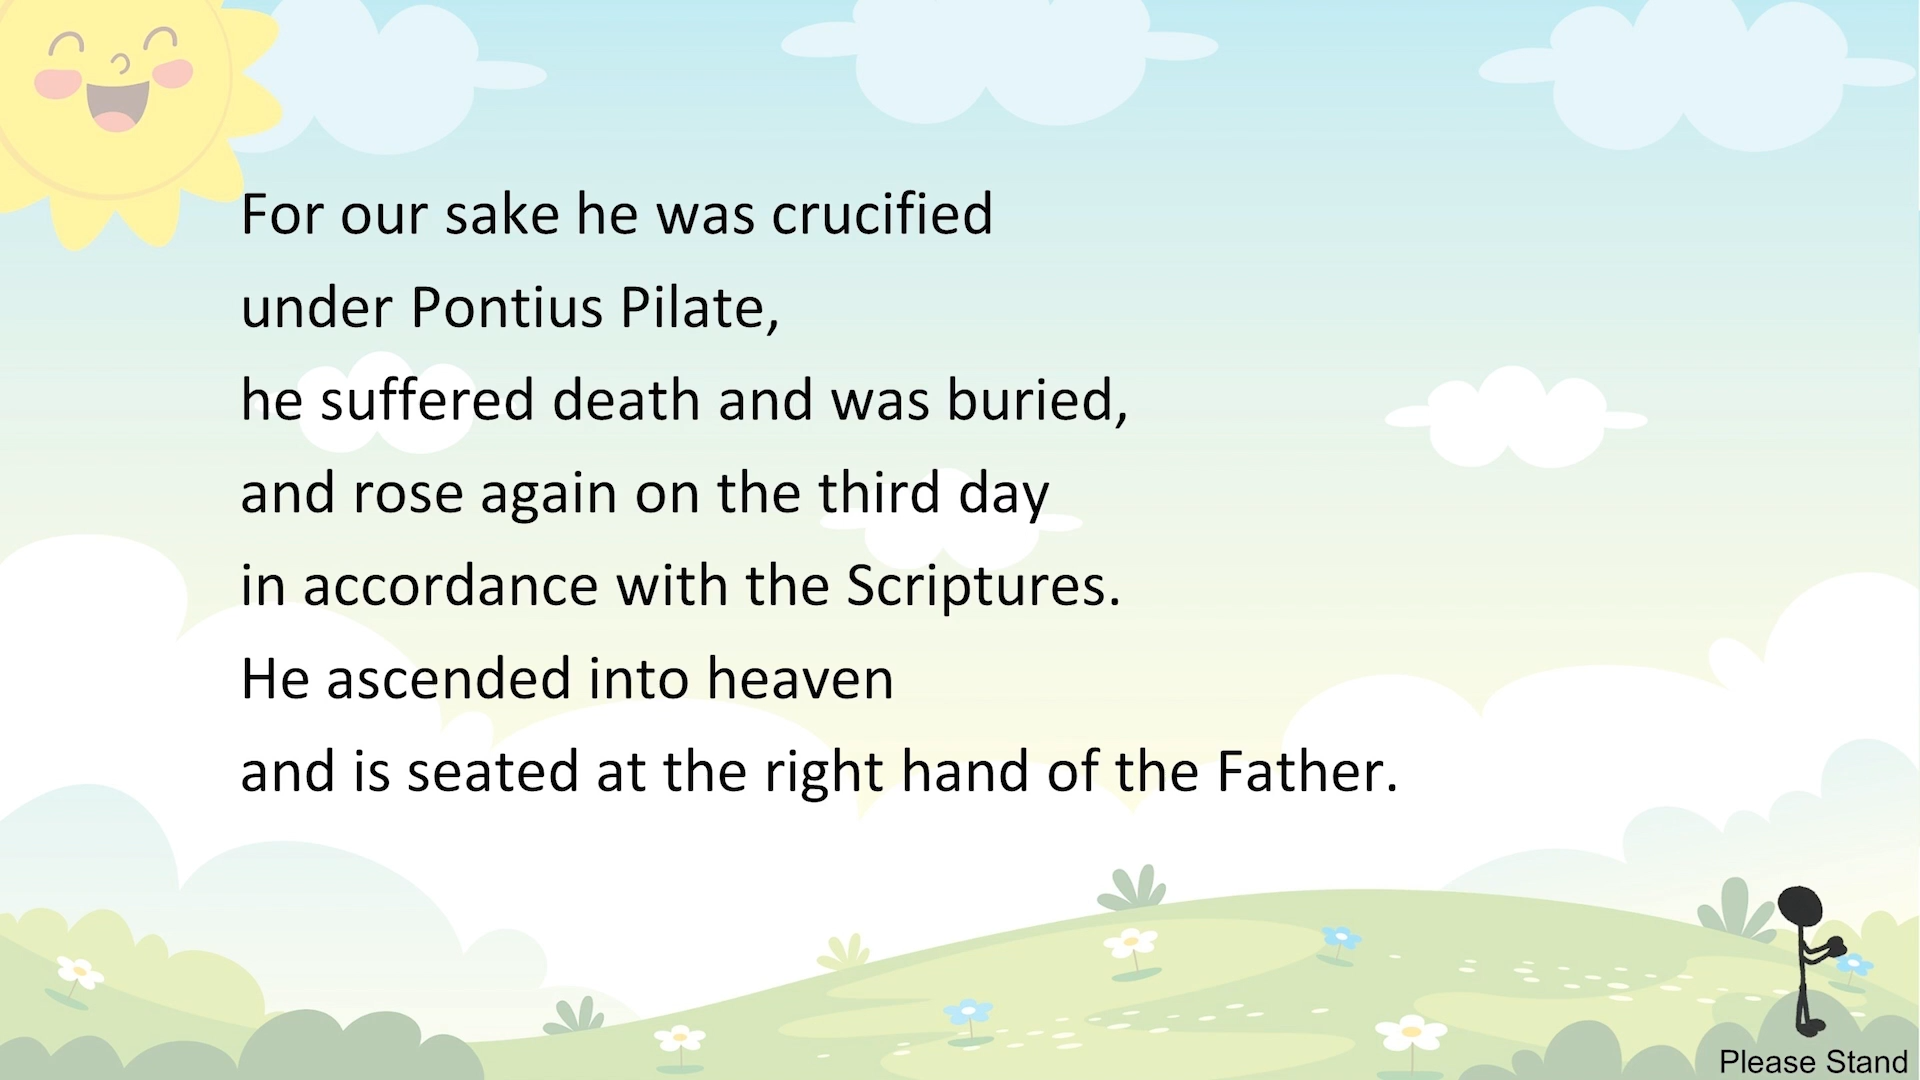 For our sake he was crucified
under Pontius Pilate,
he suffered death and was buried,
and rose again on the third day
in accordance with the Scriptures.
He ascended into heaven
and is seated at the right hand of the Father.
Please Stand